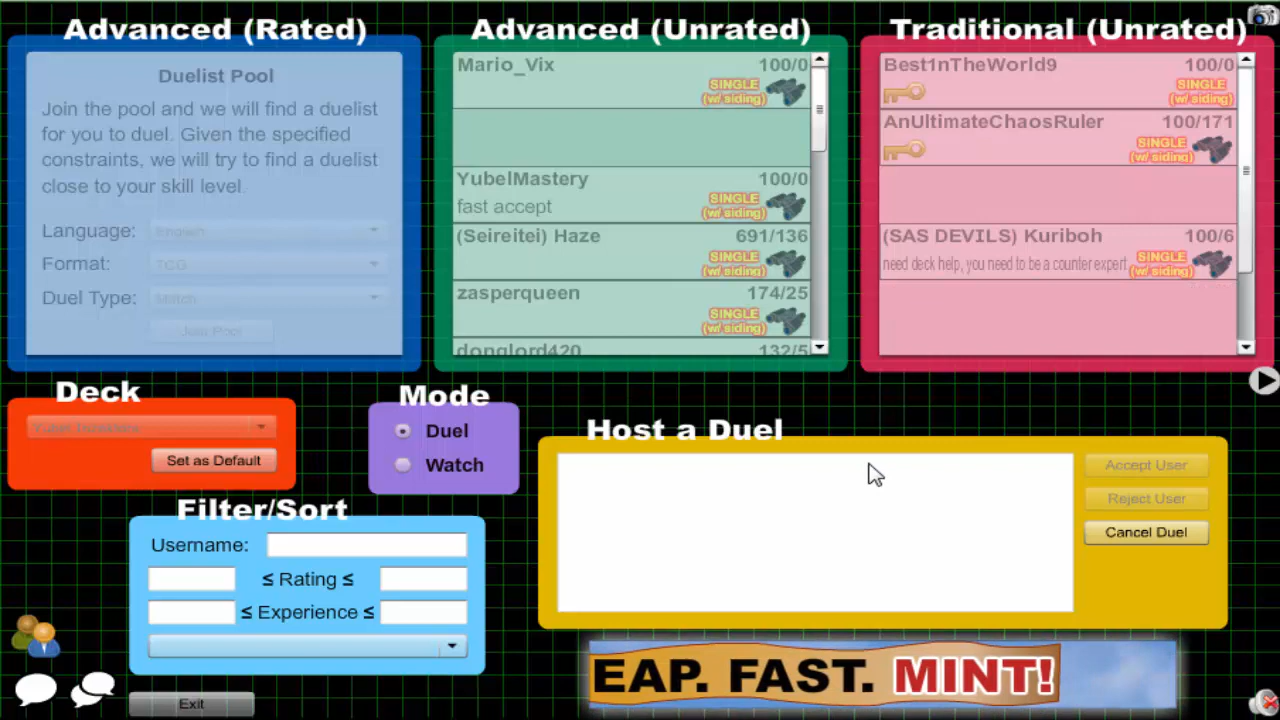 Advanced (Rated)
Duelist Pool
Join the pool and we will find a duelist
for you to duel. Given the specified
constraints, we will try to find a duelist
close to your skill level.
Language: English
Format: TCG
Duel Type: Match
Join Pool
Advanced (Unrated)
Mario_Vix 100/0
SINGLE
(w/ siding)
YubelMastery 100/0
fast accept
SINGLE
(w/ siding)
(Seireitei) Haze 691/136
SINGLE
(w/ siding)
zasperqueen 174/25
SINGLE
(w/ siding)
donglord420 132/5
Traditional (Unrated)
Best1nTheWorld9 100/0
SINGLE
(w/ siding)
AnUltimateChaosRuler 100/171
SINGLE
(w/ siding)
(SAS DEVILS) Kuriboh 100/6
need deck help, you need to be a counter expert
SINGLE
(w/ siding)
Deck
Set as Default
Mode
Duel
Watch
Filter/Sort
Username:
≤ Rating ≤
≤ Experience ≤
Host a Duel
Accept User
Reject User
Cancel Duel
EAP. FAST. MINT!
Exit